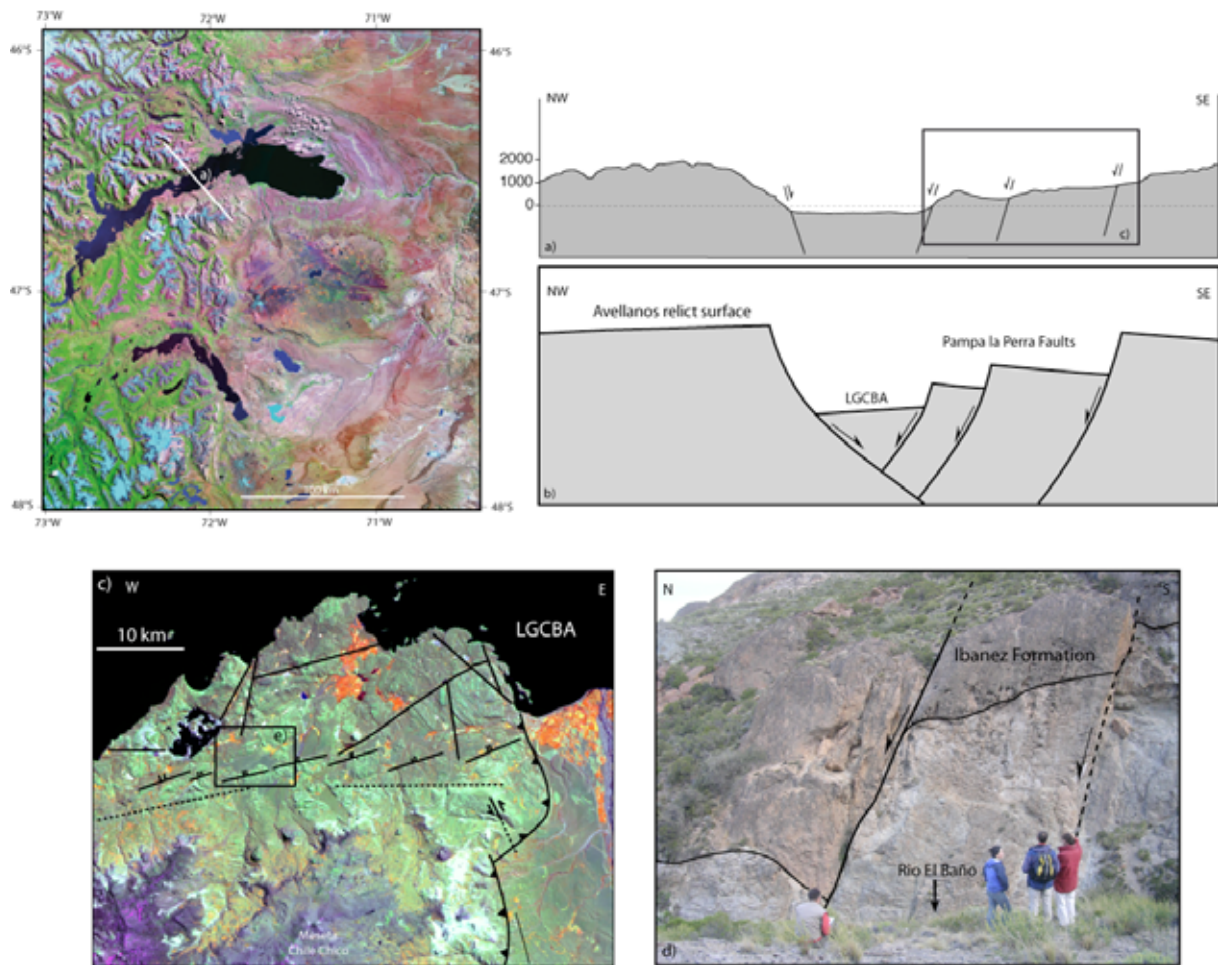 73°W
72°W
71°W
46°S
46°S
a)
47°S
47°S
48°S
48°S
73°W
72°W
71°W
NW
SE
2000
1000
0
a)
c)
NW
SE
Avellanos relict surface
Pampa la Perra Faults
LGCBA
b)
c)
W
E
10 km
LGCBA
e)
Meseta
Chile Chico
N
S
Ibanez Formation
Rio El Baño
d)